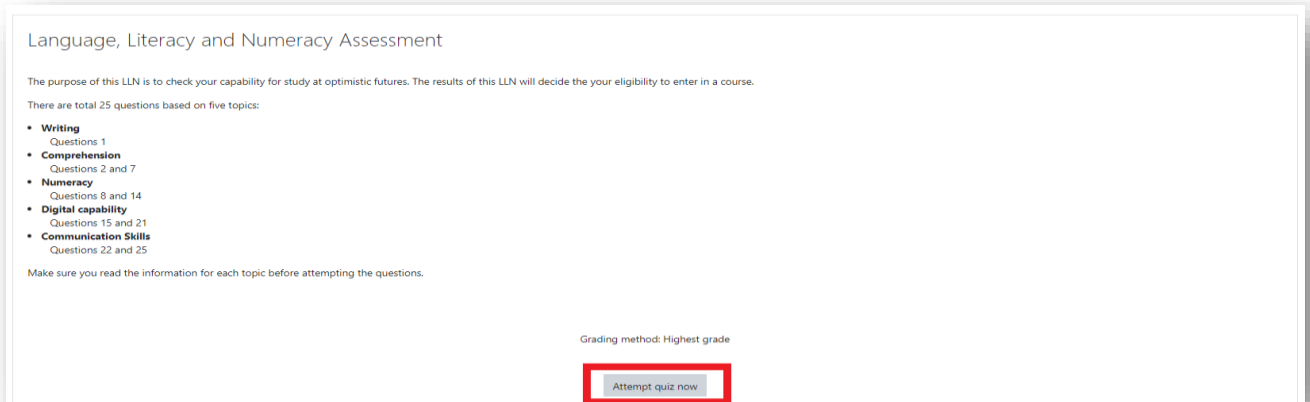 Language, Literacy and Numeracy Assessment
The purpose of this LLN is to check your capability for study at optimistic futures. The results of this LLN will decide the your eligibility to enter in a course.
There are total 25 questions based on five topics:
• Writing
Questions 1
• Comprehension
Questions 2 and 7
• Numeracy
Questions 8 and 14
• Digital capability
Questions 15 and 21
• Communication Skills
Questions 22 and 25
Make sure you read the information for each topic before attempting the questions.
Grading method: Highest grade
Attempt quiz now